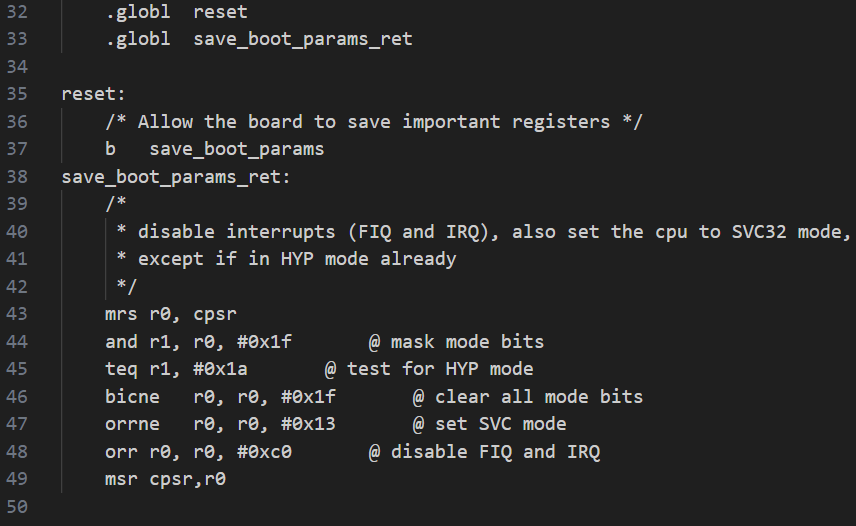 32 .globl reset
33 .globl save_boot_params_ret
34
35 reset:
36 /* Allow the board to save important registers */
37 b save_boot_params
38 save_boot_params_ret:
39 /*
40 * disable interrupts (FIQ and IRQ), also set the cpu to SVC32 mode,
41 * except if in HYP mode already
42 */
43 mrs r0, cpsr
44 and r1, r0, #0x1f @ mask mode bits
45 teq r1, #0x1a @ test for HYP mode
46 bicne r0, r0, #0x1f @ clear all mode bits
47 orrne r0, r0, #0x13 @ set SVC mode
48 orr r0, r0, #0xc0 @ disable FIQ and IRQ
49 msr cpsr,r0
50